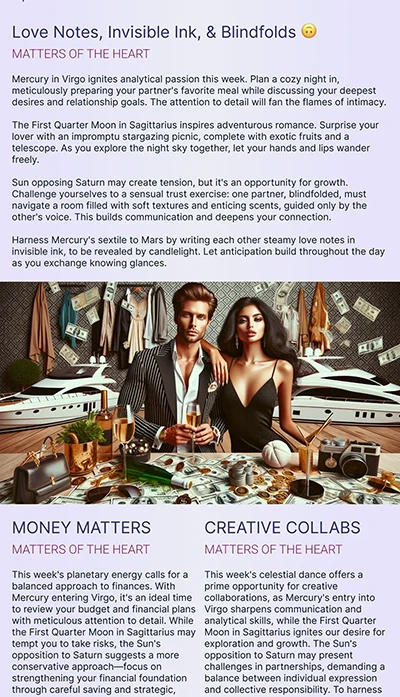 Love Notes, Invisible Ink, & Blindfolds 🙃
MATTERS OF THE HEART
Mercury in Virgo ignites analytical passion this week. Plan a cozy night in,
meticulously preparing your partner's favorite meal while discussing your deepest
desires and relationship goals. The attention to detail will fan the flames of intimacy.
The First Quarter Moon in Sagittarius inspires adventurous romance. Surprise your
lover with an impromptu stargazing picnic, complete with exotic fruits and a
telescope. As you explore the night sky together, let your hands and lips wander
freely.
Sun opposing Saturn may create tension, but it's an opportunity for growth.
Challenge yourselves to a sensual trust exercise: one partner, blindfolded, must
navigate a room filled with soft textures and enticing scents, guided only by the
other's voice. This builds communication and deepens your connection.
Harness Mercury's sextile to Mars by writing each other steamy love notes in
invisible ink, to be revealed by candlelight. Let anticipation build throughout the day
as you exchange knowing glances.
MONEY MATTERS
MATTERS OF THE HEART
This week's planetary energy calls for a
balanced approach to finances. With
Mercury entering Virgo, it's an ideal time
to review your budget and financial plans
with meticulous attention to detail. While
the First Quarter Moon in Sagittarius may
tempt you to take risks, the Sun's
opposition to Saturn suggests a more
conservative approach—focus on
strengthening your financial foundation
through careful saving and strategic,
CREATIVE COLLABS
MATTERS OF THE HEART
This week's celestial dance offers a
prime opportunity for creative
collaborations, as Mercury's entry into
Virgo sharpens communication and
analytical skills, while the First Quarter
Moon in Sagittarius ignites our desire for
exploration and growth. The Sun's
opposition to Saturn may present
challenges in partnerships, demanding a
balance between individual expression
and collective responsibility. To harness